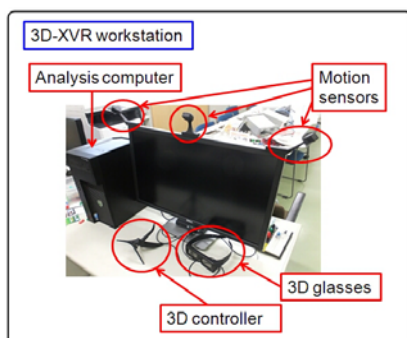 3D-XVR workstation
Analysis computer
Motion
sensors
3D glasses
3D controller